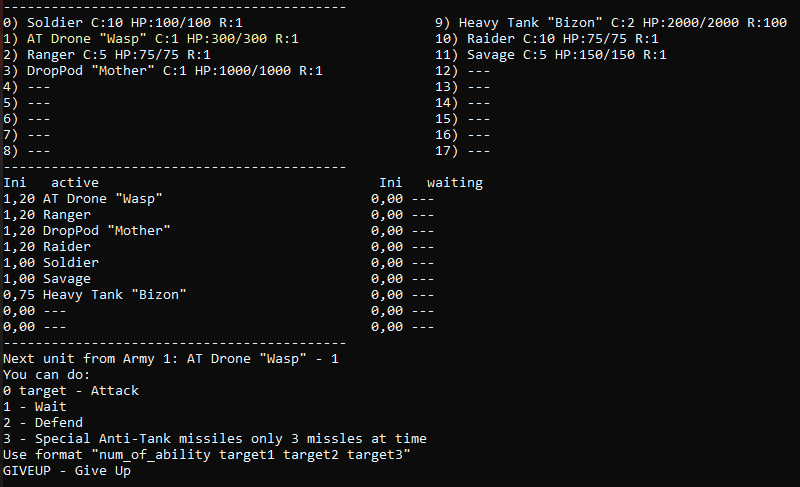 -------------------------------------------
0) Soldier C:10 HP:100/100 R:1 9) Heavy Tank "Bizon" C:2 HP:2000/2000 R:100
1) AT Drone "Wasp" C:1 HP:300/300 R:1 10) Raider C:10 HP:75/75 R:1
2) Ranger C:5 HP:75/75 R:1 11) Savage C:5 HP:150/150 R:1
3) DropPod "Mother" C:1 HP:1000/1000 R:1 12) ---
4) --- 13) ---
5) --- 14) ---
6) --- 15) ---
7) --- 16) ---
8) --- 17) ---
-------------------------------------------
Ini active Ini waiting
1,20 AT Drone "Wasp" 0,00 ---
1,20 Ranger 0,00 ---
1,20 DropPod "Mother" 0,00 ---
1,20 Raider 0,00 ---
1,00 Soldier 0,00 ---
1,00 Savage 0,00 ---
0,75 Heavy Tank "Bizon" 0,00 ---
0,00 --- 0,00 ---
0,00 --- 0,00 ---
-------------------------------------------
Next unit from Army 1: AT Drone "Wasp" - 1
You can do:
0 target - Attack
1 - Wait
2 - Defend
3 - Special Anti-Tank missiles only 3 missles at time
Use format "num_of_ability target1 target2 target3"
GIVEUP - Give Up